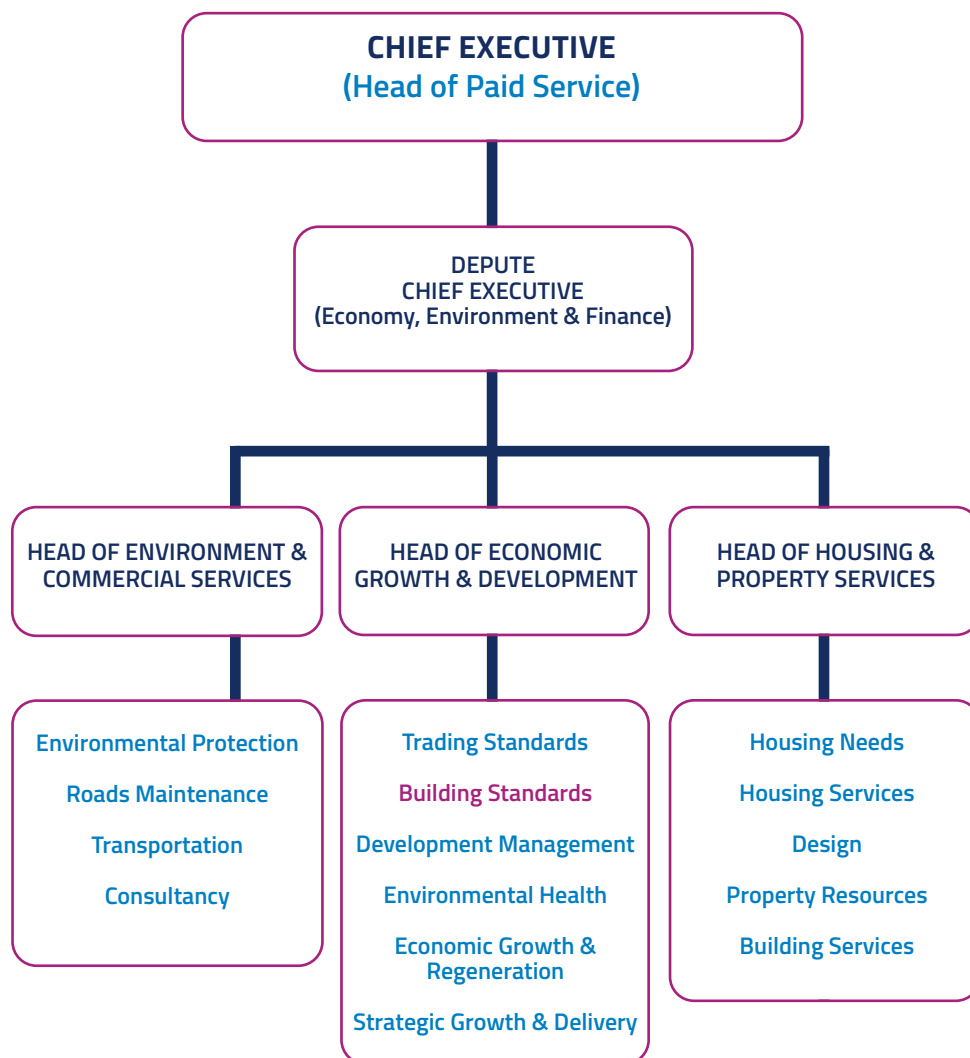 CHIEF EXECUTIVE
(Head of Paid Service)
DEPUTE
CHIEF EXECUTIVE
(Economy, Environment & Finance)
HEAD OF ENVIRONMENT &
COMMERCIAL SERVICES
HEAD OF ECONOMIC
GROWTH & DEVELOPMENT
HEAD OF HOUSING &
PROPERTY SERVICES
Environmental Protection
Roads Maintenance
Transportation
Consultancy
Trading Standards
Building Standards
Development Management
Environmental Health
Economic Growth &
Regeneration
Strategic Growth & Delivery
Housing Needs
Housing Services
Design
Property Resources
Building Services